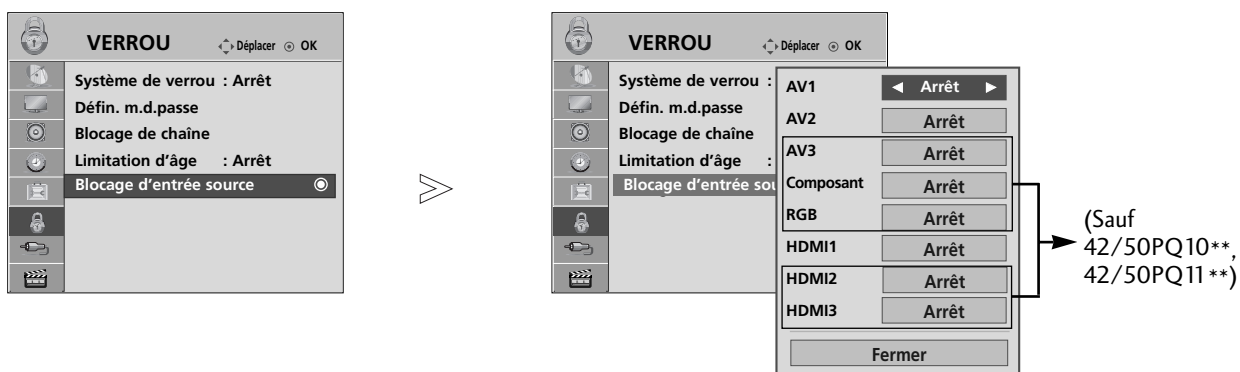 VERROU Déplacer OK
Système de verrou : Arrêt
Défin. m.d.passe
Blocage de chaîne
Limitation d'âge : Arrêt
Blocage d'entrée source
VERROU Déplacer OK
Système de verrou :
Défin. m.d.passe
Blocage de chaîne
Limitation d'âge :
Blocage d'entrée sou
AV1 ◄ Arrêt ►
AV2 Arrêt
AV3 Arrêt
Composant Arrêt
RGB Arrêt
HDMI1 Arrêt
HDMI2 Arrêt
HDMI3 Arrêt
Fermer
(Sauf
42/50PQ10**,
42/50PQ11**)